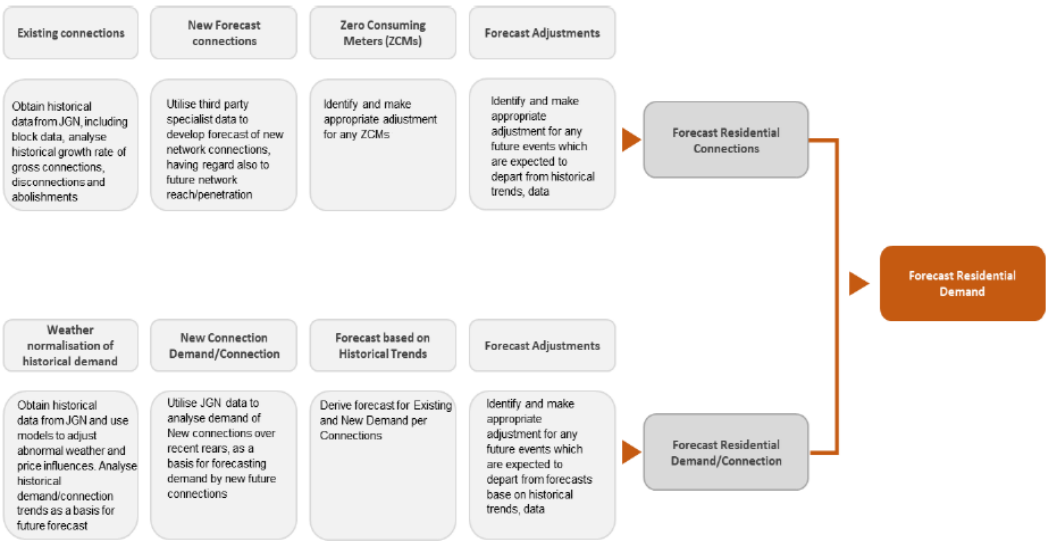 Existing connections
New Forecast
connections
Zero Consuming
Meters (ZCMs)
Forecast Adjustments
Obtain historical
data from JGN, including
block data, analyse
historical growth rate of
gross connections,
disconnections and
abolishments
Utilise third party
specialist data to
develop forecast of new
network connections,
having regard also to
future network
reach/penetration
Identify and make
appropriate adjustment
for any ZCMs
Identify and make
appropriate
adjustment for any
future events which
are expected to
depart from historical
trends, data
Forecast Residential
Connections
Forecast Residential
Demand
Weather
normalisation of
historical demand
New Connection
Demand/Connection
Forecast based on
Historical Trends
Forecast Adjustments
Obtain historical
data from JGN and use
models to adjust
abnormal weather and
price influences. Analyse
historical
demand/connection
trends as a basis for
future forecast
Utilise JGN data to
analyse demand of
New connections over
recent rears, as a
basis for forecasting
demand by new future
connections
Derive forecast for Existing
and New Demand per
Connections
Identify and make
appropriate
adjustment for any
future events which
are expected to
depart from forecasts
base on historical
trends, data
Forecast Residential
Demand/Connection